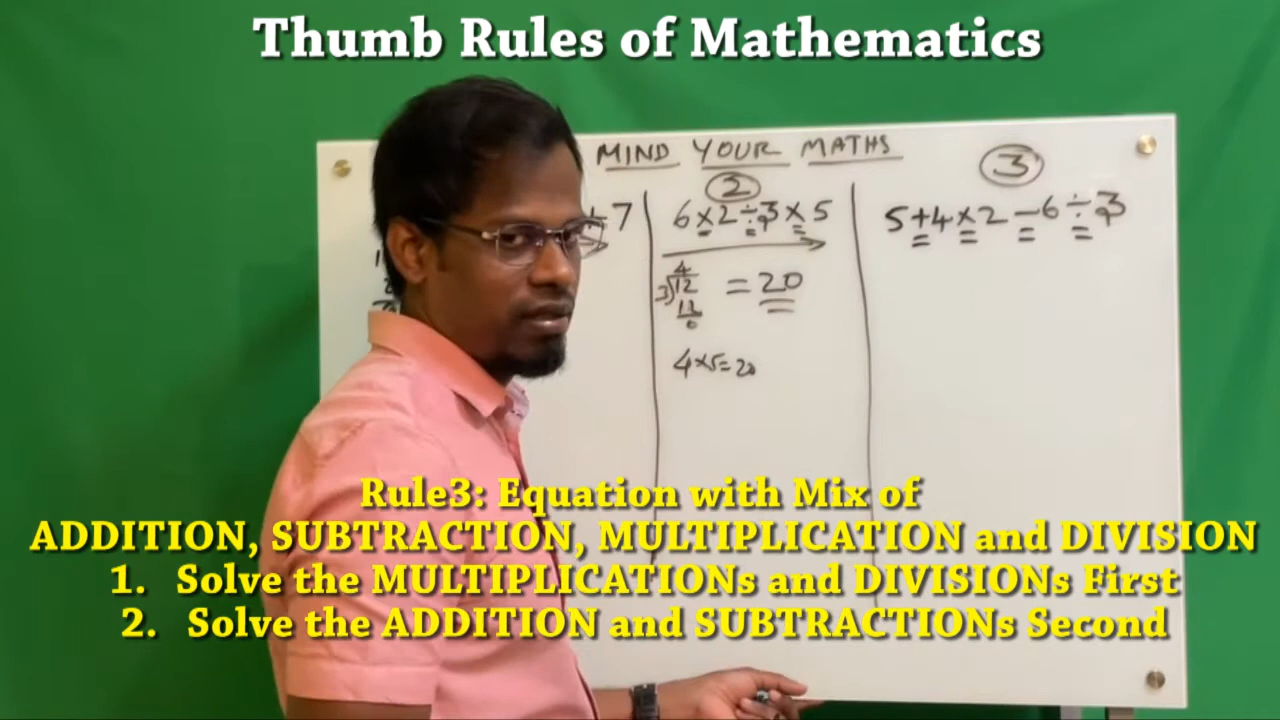 Thumb Rules of Mathematics
MIND YOUR MATHS
7
2
6×2÷3×5
4
3)12
12
0
= 20
4×5=20
3
5+4×2-6÷3
Rule3: Equation with Mix of
ADDITION, SUBTRACTION, MULTIPLICATION and DIVISION
1. Solve the MULTIPLICATIONs and DIVISIONs First
2. Solve the ADDITION and SUBTRACTIONs Second